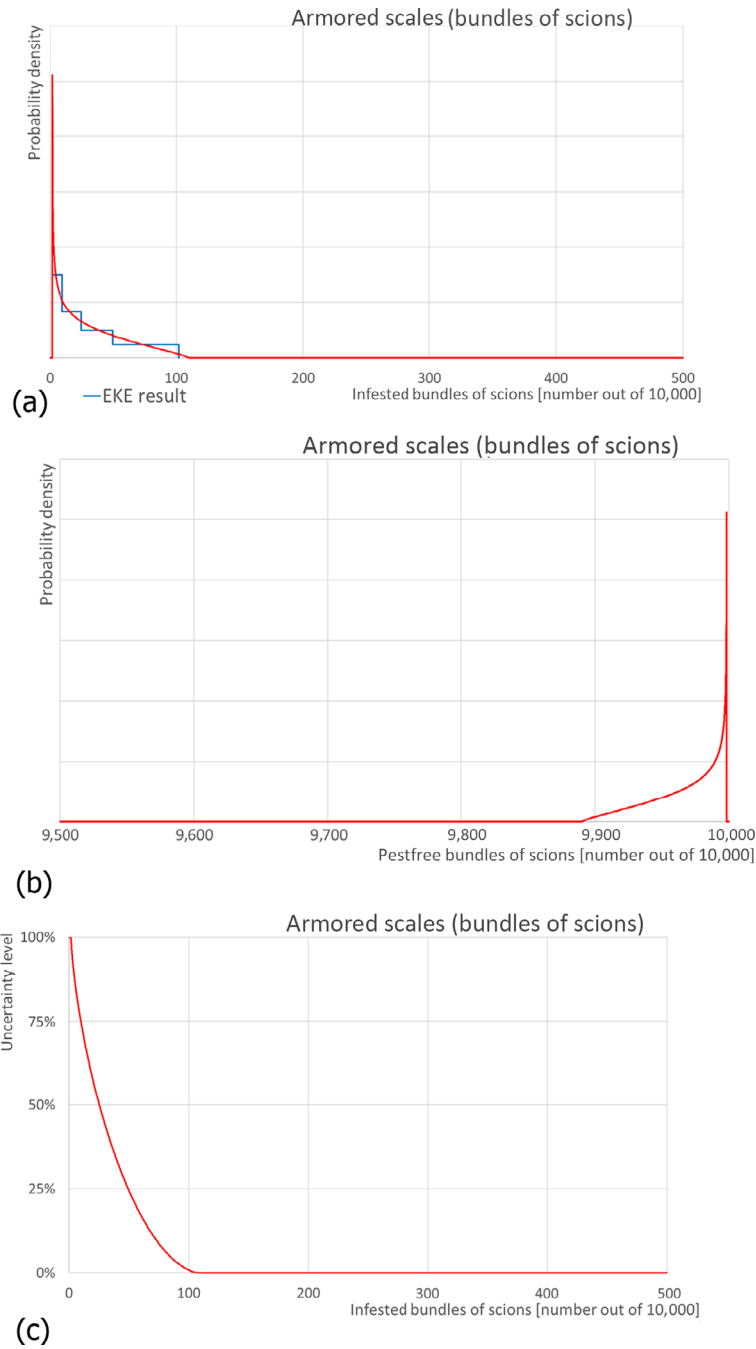 Armored scales (bundles of scions)
Probability density
0 100 200 300 400 500
Infested bundles of scions [number out of 10,000]
EKE result
(a)
Armored scales (bundles of scions)
Probability density
9,500 9,600 9,700 9,800 9,900 10,000
Pestfree bundles of scions [number out of 10,000]
(b)
Armored scales (bundles of scions)
Uncertainty level
100%
75%
50%
25%
0%
0 100 200 300 400 500
Infested bundles of scions [number out of 10,000]
(c)